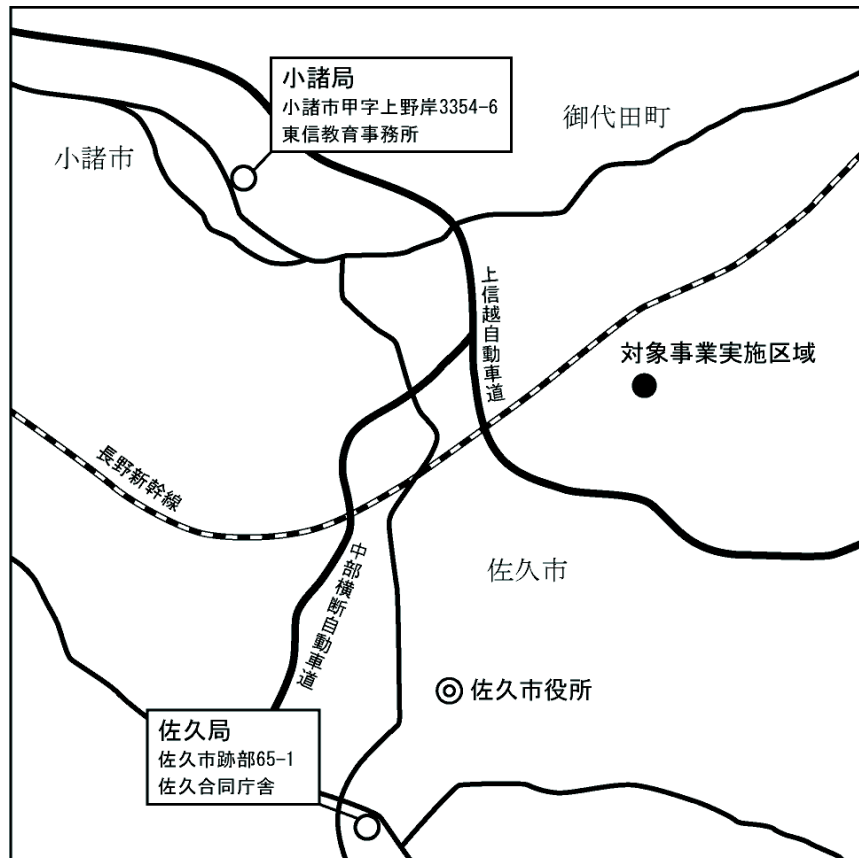 小諸局
小諸市甲字上野岸3354-6
東信教育事務所
御代田町
小諸市
上信越自動車道
対象事業実施区域
長野新幹線
中部横断自動車道
佐久市
佐久市役所
佐久局
佐久市跡部65-1
佐久合同庁舎